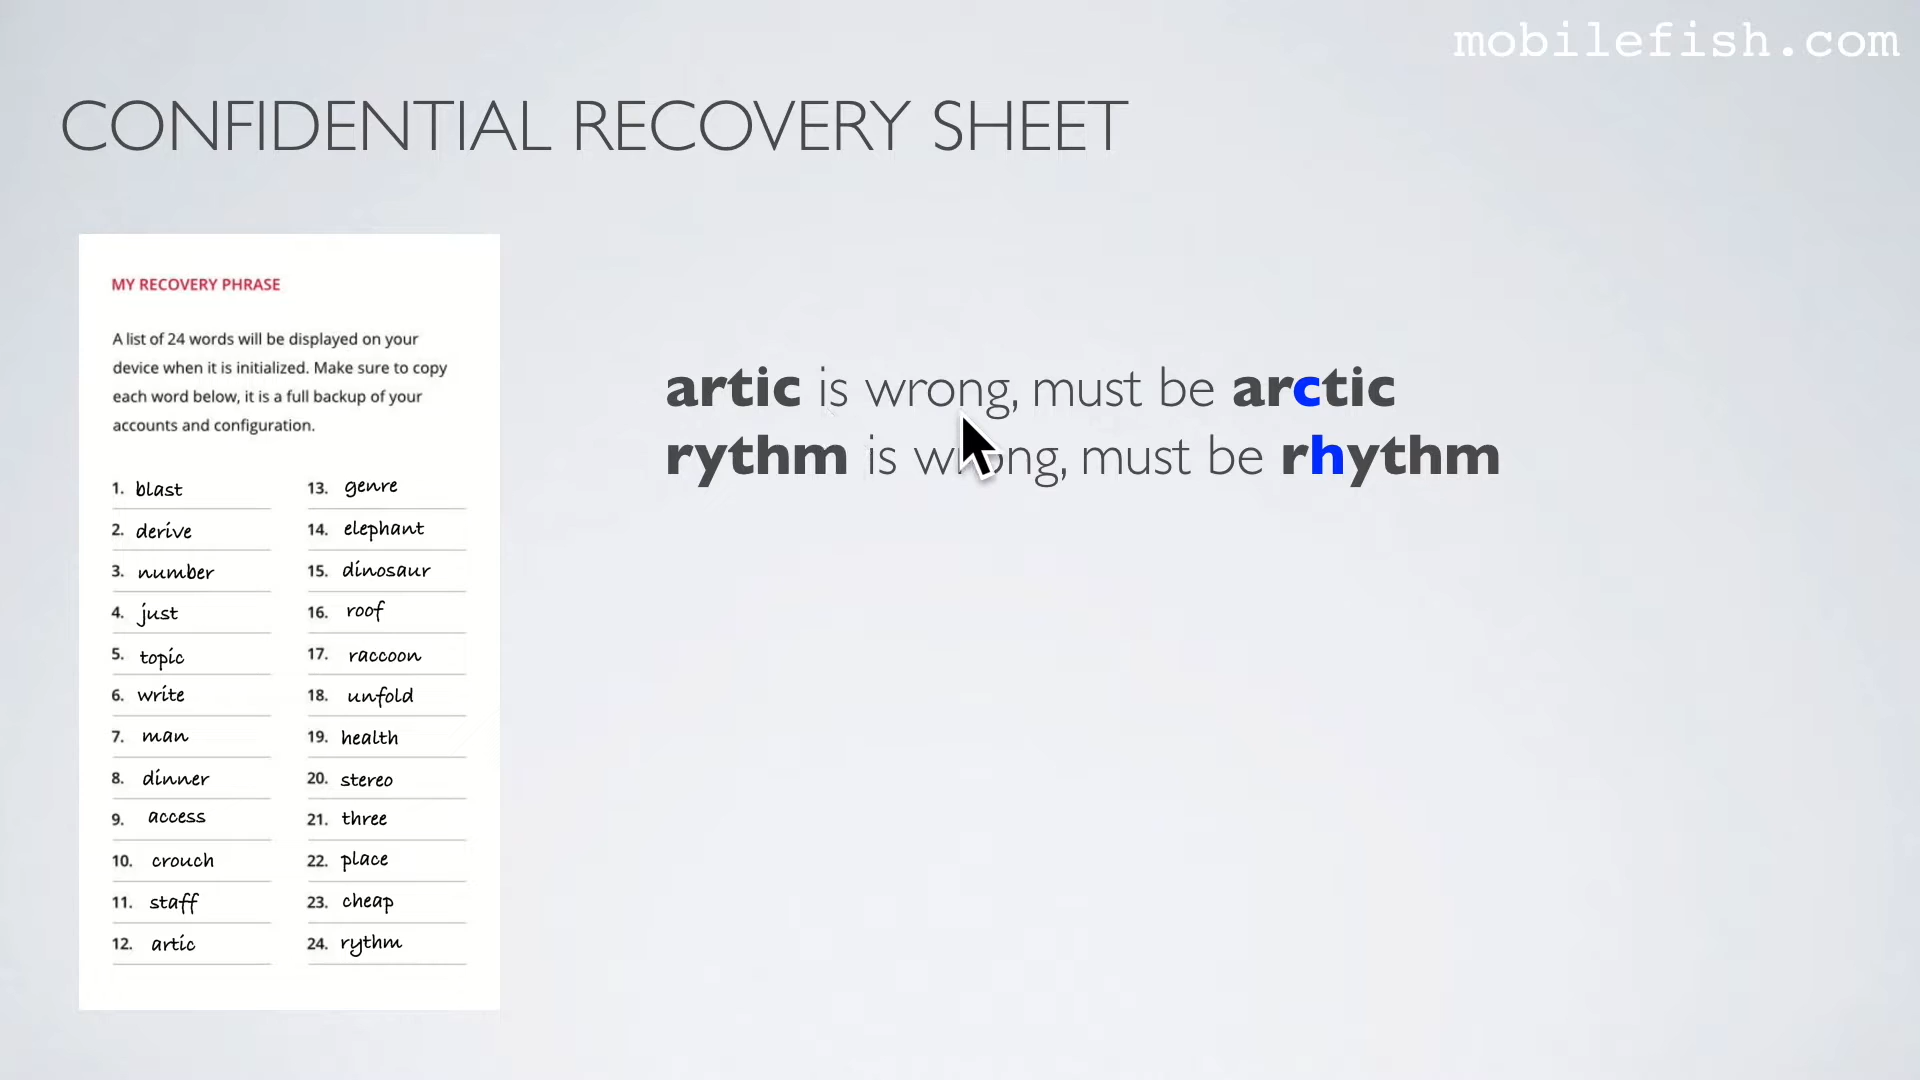 mobilefish.com
CONFIDENTIAL RECOVERY SHEET
MY RECOVERY PHRASE
A list of 24 words will be displayed on your
device when it is initialized. Make sure to copy
each word below, it is a full backup of your
accounts and configuration.
1. blast
2. derive
3. number
4. just
5. topic
6. write
7. man
8. dinner
9. access
10. crouch
11. staff
12. artic
13. genre
14. elephant
15. dinosaur
16. roof
17. raccoon
18. unfold
19. health
20. stereo
21. three
22. place
23. cheap
24. rythm
artic is wrong, must be arctic
rythm is wrong, must be rhythm